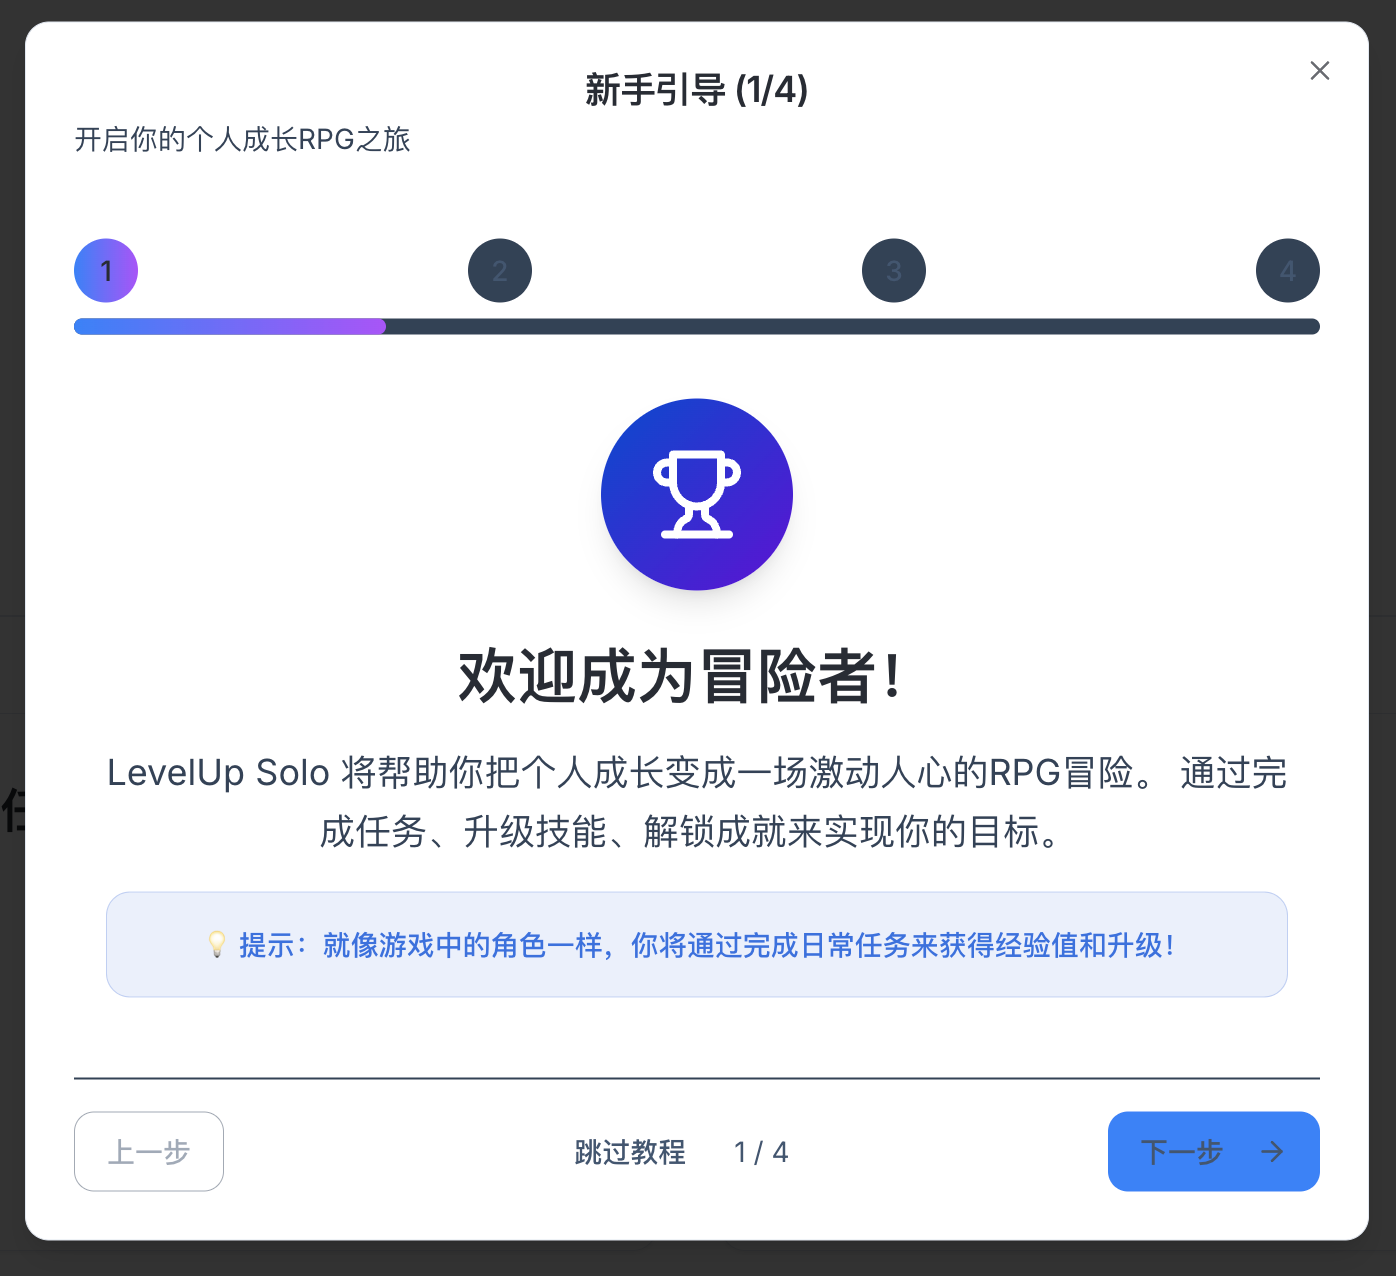 新手引导 (1/4)
开启你的个人成长RPG之旅
1
2
3
4
欢迎成为冒险者！
LevelUp Solo 将帮助你把个人成长变成一场激动人心的RPG冒险。 通过完
成任务、升级技能、解锁成就来实现你的目标。
💡 提示：就像游戏中的角色一样，你将通过完成日常任务来获得经验值和升级！
上一步
跳过教程
1 / 4
下一步 →
任